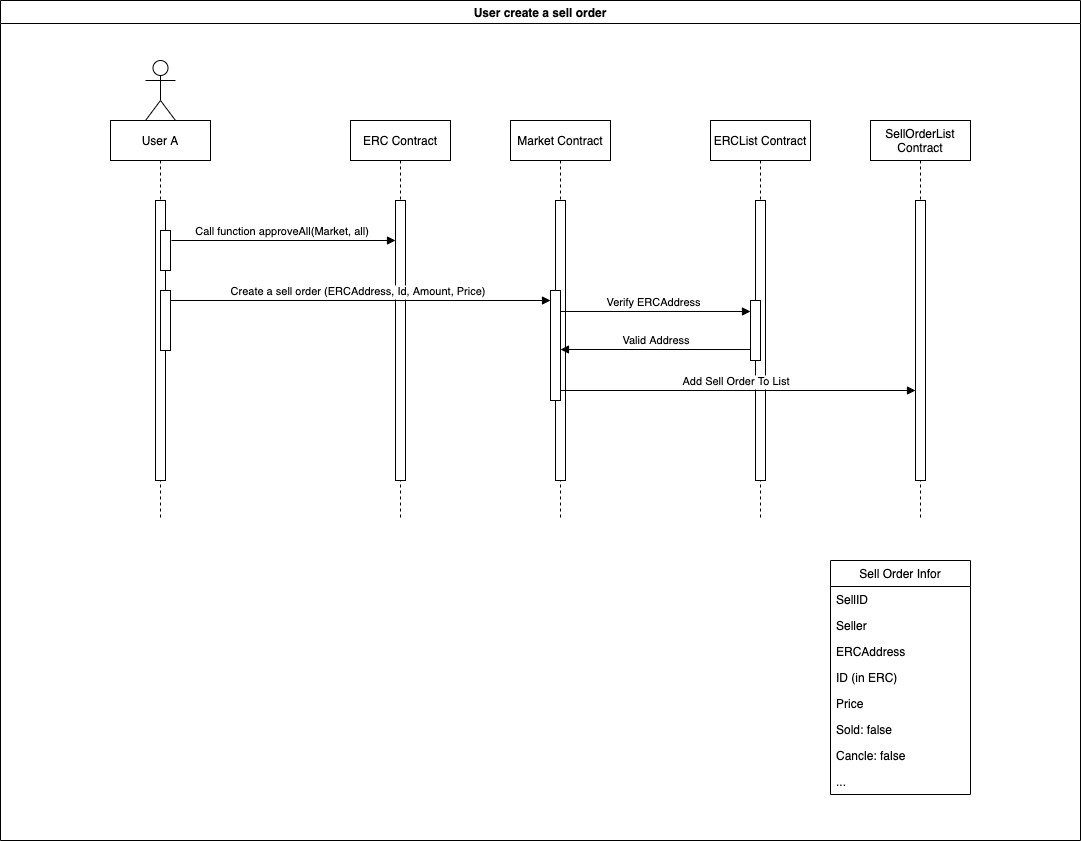 User create a sell order
User A
ERC Contract
Market Contract
ERCList Contract
SellOrderList
Contract
Call function approveAll(Market, all)
Create a sell order (ERCAddress, Id, Amount, Price)
Verify ERCAddress
Valid Address
Add Sell Order To List
Sell Order Infor
SellID
Seller
ERCAddress
ID (in ERC)
Price
Sold: false
Cancle: false
...